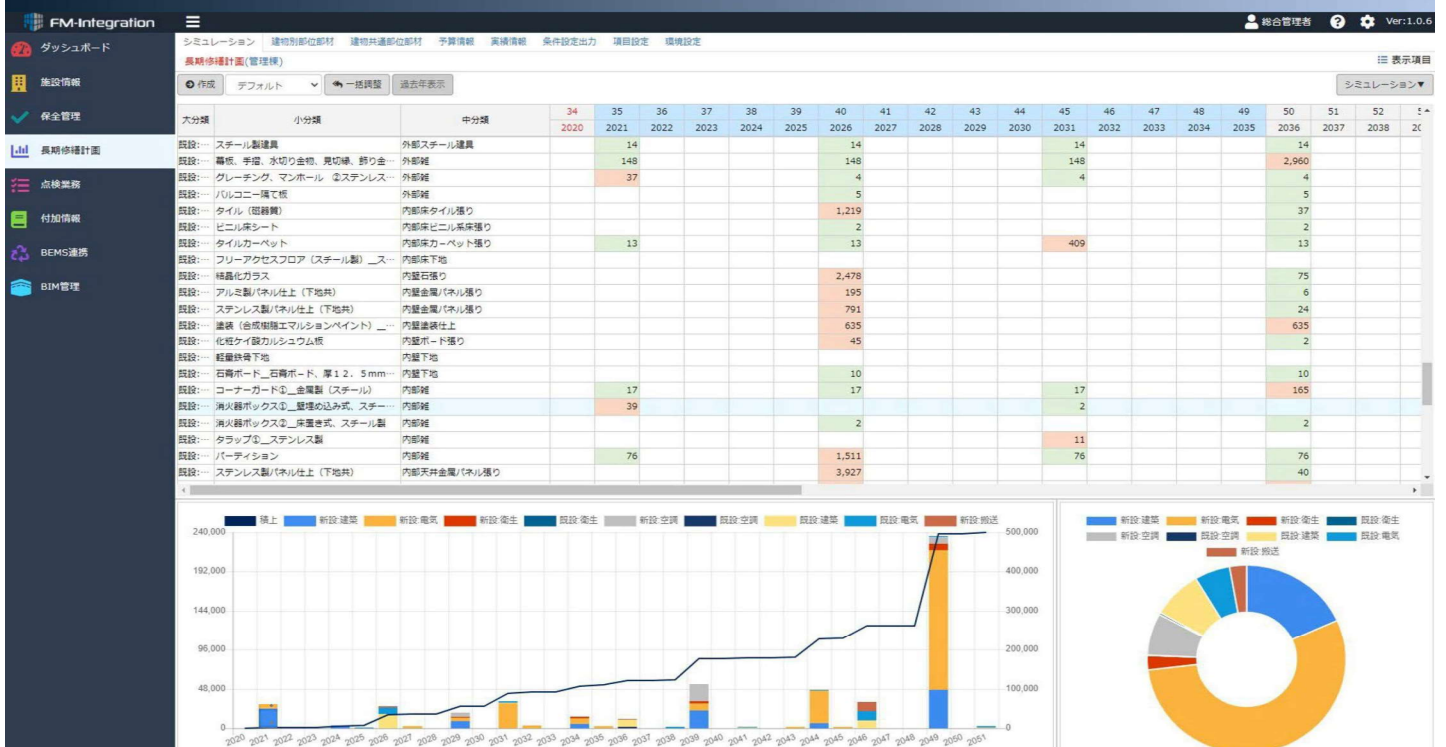 FM-Integration 総合管理者 Ver:1.0.6
ダッシュボード
施設情報
保全管理
長期修繕計画
点検業務
付加情報
BEMS連携
BIM管理
シミュレーション 建物別部位部材 建物共通部位部材 予算情報 実績情報 条件設定出力 項目設定 環境設定
長期修繕計画(管理棟) 表示項目
作成 デフォルト 一括調整 過去年表示 シミュレーション▼
大分類 小分類 中分類
34 35 36 37 38 39 40 41 42 43 44 45 46 47 48 49 50 51 52
2020 2021 2022 2023 2024 2025 2026 2027 2028 2029 2030 2031 2032 2033 2034 2035 2036 2037 2038
既設:… スチール製建具 外部スチール建具 14 14 14 14
既設:… 幕板、手摺、水切り金物、見切縁、飾り金… 外部雑 148 148 148 2,960
既設:… グレーチング、マンホール ②ステンレス… 外部雑 37 4 4 4
既設:… バルコニー隔て板 外部雑 5 5
既設:… タイル（磁器質） 内部床タイル張り 1,219 37
既設:… ビニル床シート 内部床ビニル系床張り 2 2
既設:… タイルカーペット 内部床カーペット張り 13 13 409 13
既設:… フリーアクセスフロア（スチール製）__ス… 内部床下地
既設:… 結晶化ガラス 内壁石張り 2,478 75
既設:… アルミ製パネル仕上（下地共） 内壁金属パネル張り 195 6
既設:… ステンレス製パネル仕上（下地共） 内壁金属パネル張り 791 24
既設:… 塗装（合成樹脂エマルションペイント）__… 内壁塗装仕上 635 635
既設:… 化粧ケイ酸カルシュウム板 内壁ボード張り 45 2
既設:… 軽量鉄骨下地 内壁下地
既設:… 石膏ボード__石膏ボード、厚１２．５mm… 内壁下地 10 10
既設:… コーナーガード①__金属製（スチール） 内部雑 17 17 17 165
既設:… 消火器ボックス①__壁埋め込み式、スチー… 内部雑 39 2
既設:… 消火器ボックス②__床置き式、スチール製 内部雑 2 2
既設:… タラップ①__ステンレス製 内部雑 11
既設:… パーティション 内部雑 76 1,511 76 76
既設:… ステンレス製パネル仕上（下地共） 内部天井金属パネル張り 3,927 40
積上 新設:建築 新設:電気 新設:衛生 既設:衛生 新設:空調 既設:空調 既設:建築 既設:電気 新設:搬送
240,000 500,000
192,000 400,000
144,000 300,000
96,000 200,000
48,000 100,000
0 0
2020 2021 2022 2023 2024 2025 2026 2027 2028 2029 2030 2031 2032 2033 2034 2035 2036 2037 2038 2039 2040 2041 2042 2043 2044 2045 2046 2047 2048 2049 2050 2051
新設:建築 新設:電気 新設:衛生 既設:衛生
新設:空調 既設:空調 既設:建築 既設:電気
新設:搬送